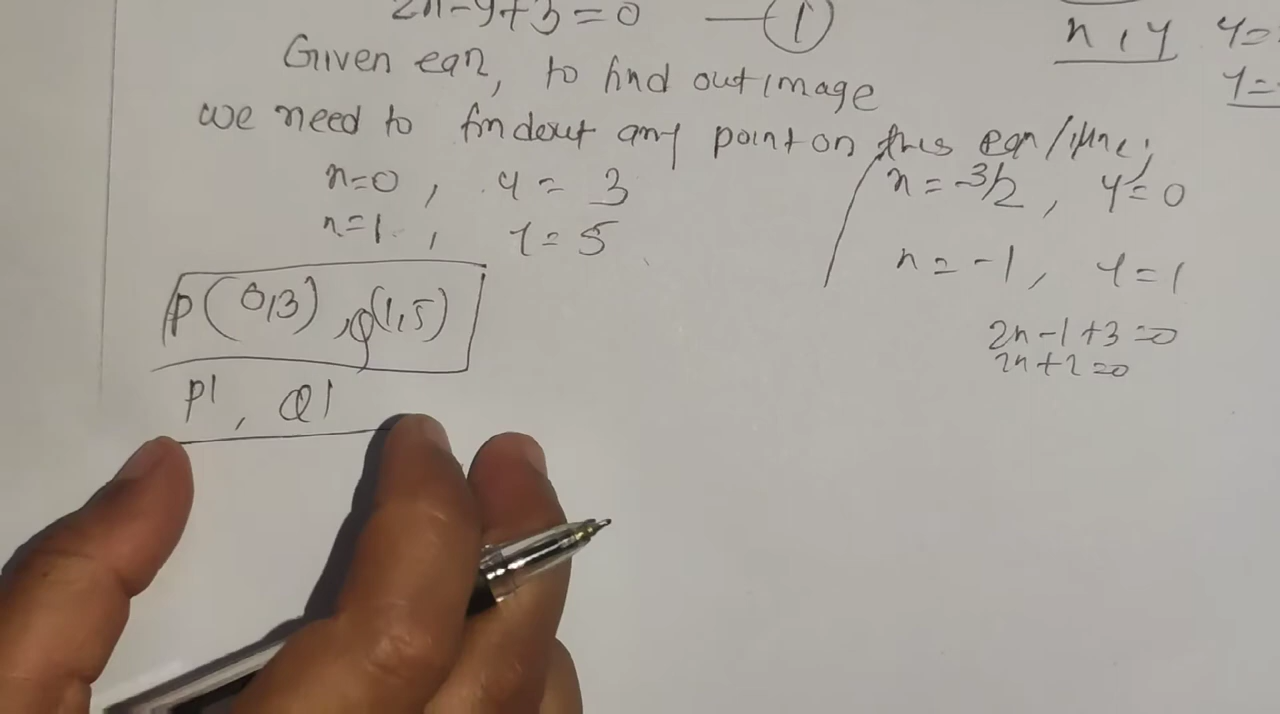 2x-y+3=0 — (1)
x, y y=
y=
Given eqn, to find out image
we need to findout any point on this eqn/line;
x=0, y= 3
x=1, y=5
x=-3/2, y=0
x=-1, y=1
2x-1+3=0
2x+2=0
P(0,3), Q(1,5)
P', Q'